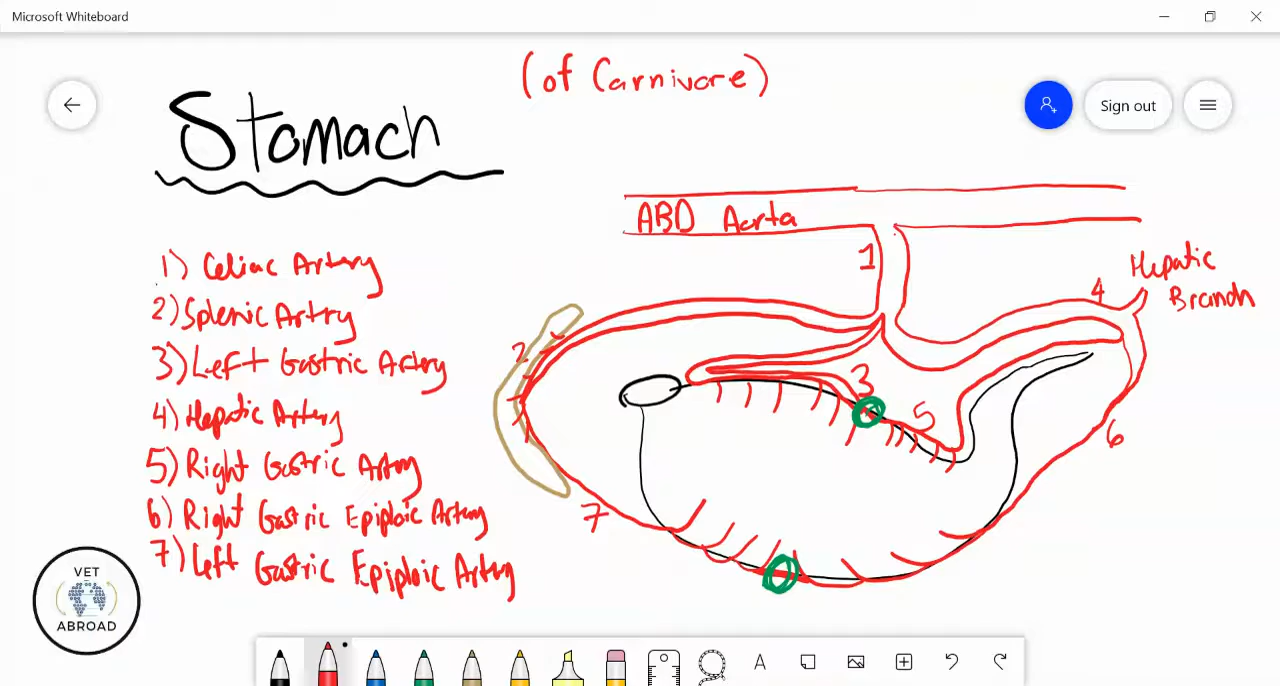 Microsoft Whiteboard
(of Carnivore)
Stomach
Sign out
ABD Aorta
1
Hepatic
Branch
4
1) Celiac Artery
2) Splenic Artry
3) Left Gastric Artery
4) Hepatic Artery
5) Right Gastric Artery
6) Right Gastric Epiploic Artery
7) Left Gastric Epiploic Artery
2
3
5
6
7
VET
ABROAD
A